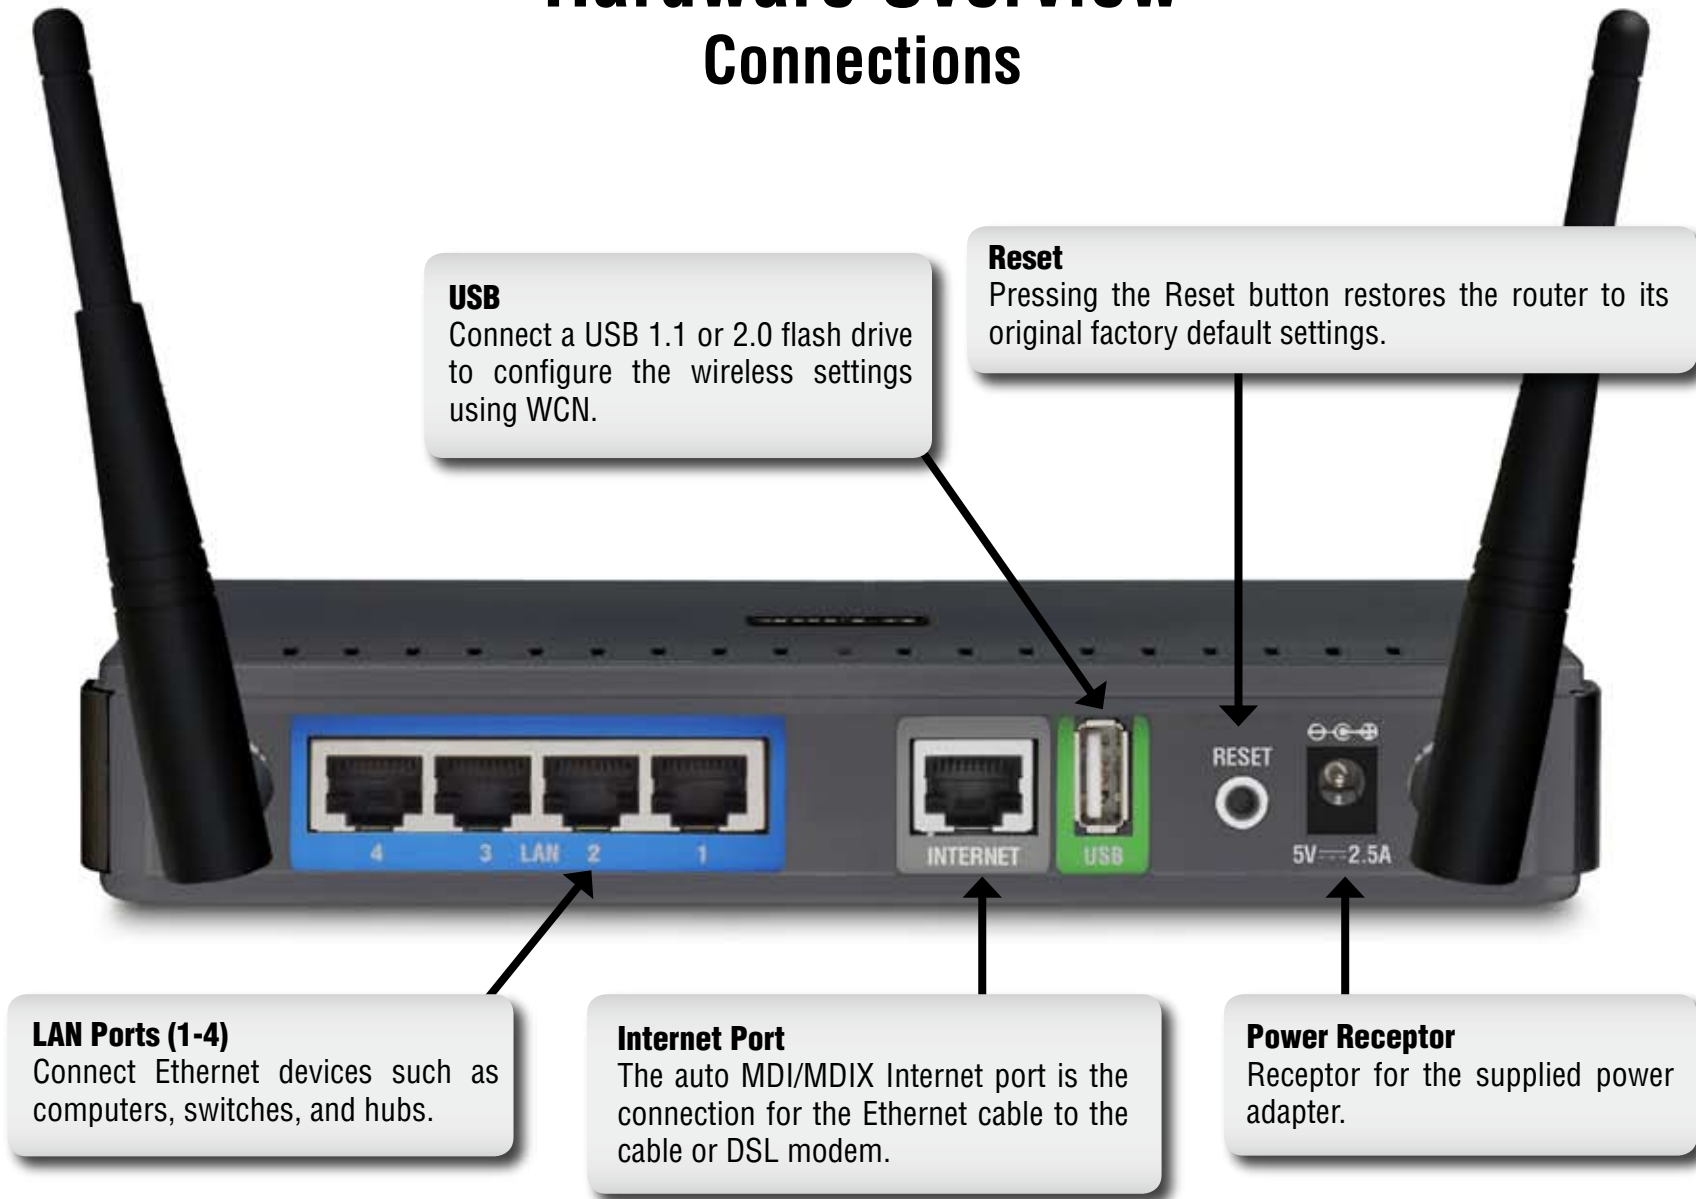 Hardware Overview
Connections
USB
Connect a USB 1.1 or 2.0 flash drive
to configure the wireless settings
using WCN.
Reset
Pressing the Reset button restores the router to its
original factory default settings.
RESET
4 3 LAN 2 1
INTERNET
USB
5V 2.5A
LAN Ports (1-4)
Connect Ethernet devices such as
computers, switches, and hubs.
Internet Port
The auto MDI/MDIX Internet port is the
connection for the Ethernet cable to the
cable or DSL modem.
Power Receptor
Receptor for the supplied power
adapter.